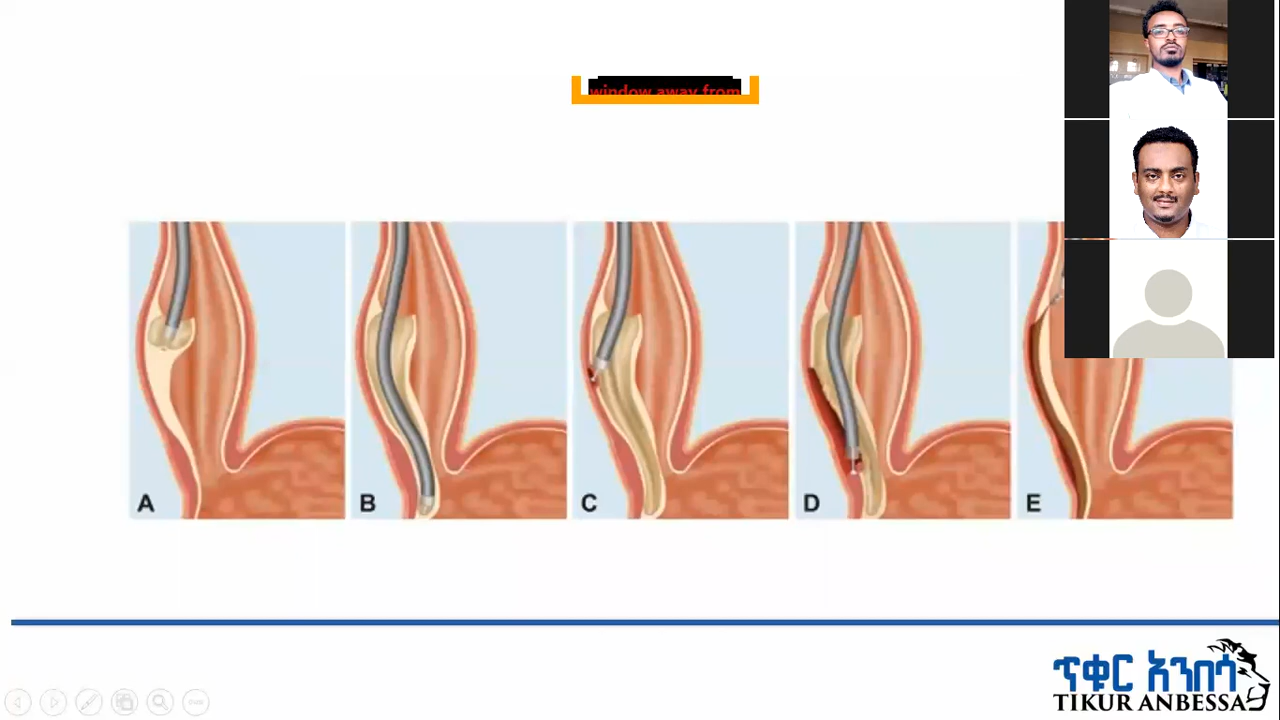 window away from
A B C D E
ጥቁር አንበሳ
TIKUR ANBESSA